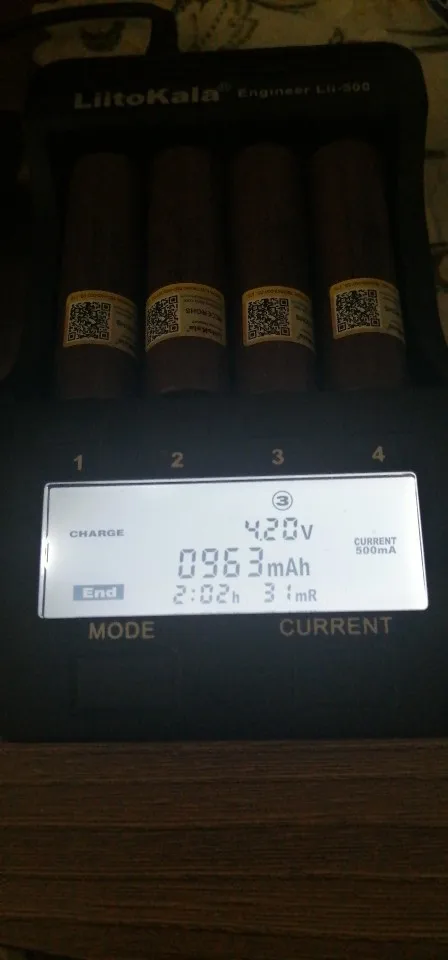 LiitoKala® Engineer Lii-500
1 2 3 4
3
CHARGE 4.20V
CURRENT
500mA
0963mAh
End 2:02h 31mR
MODE CURRENT